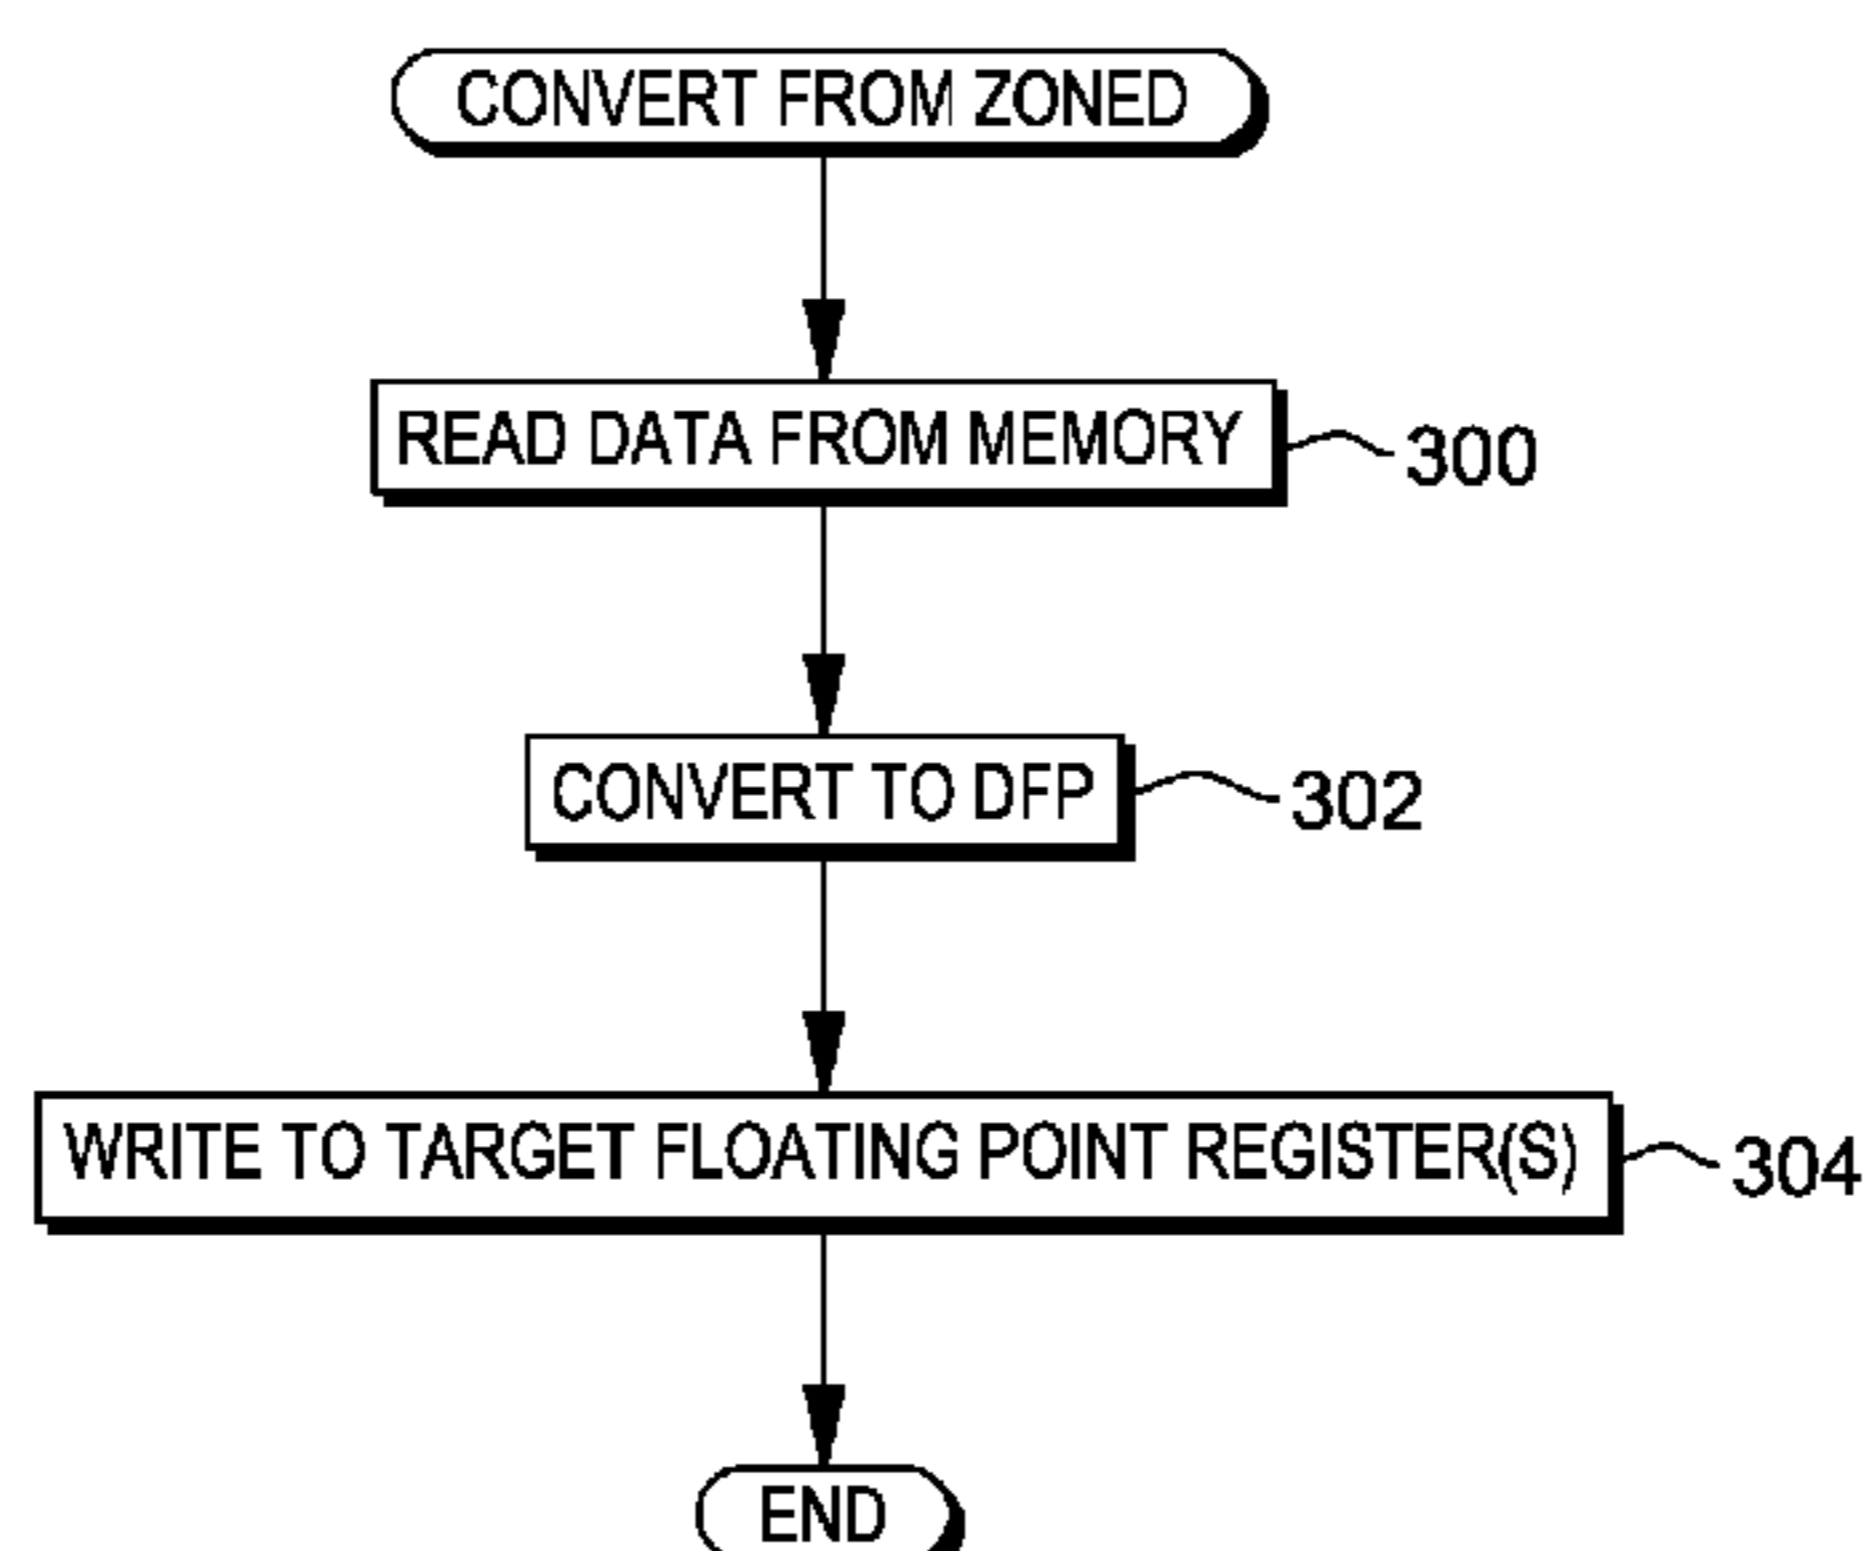 CONVERT FROM ZONED
READ DATA FROM MEMORY
300
CONVERT TO DFP
302
WRITE TO TARGET FLOATING POINT REGISTER(S)
304
END